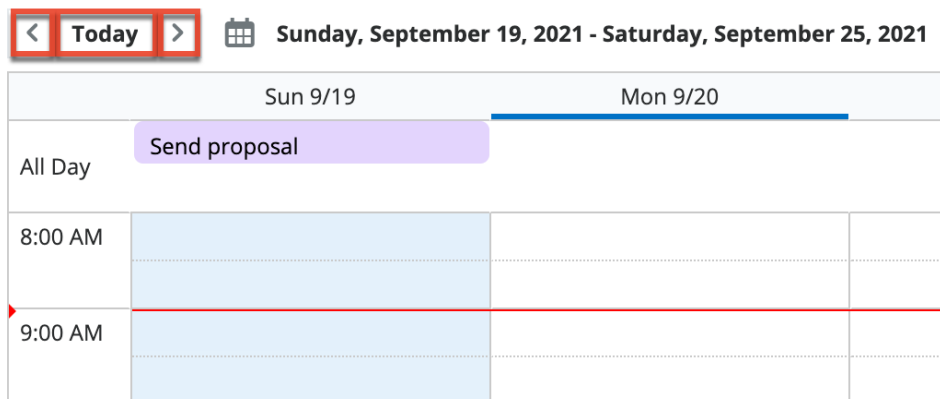 Today Sunday, September 19, 2021 - Saturday, September 25, 2021
Sun 9/19 Mon 9/20
Send proposal
All Day
8:00 AM
9:00 AM